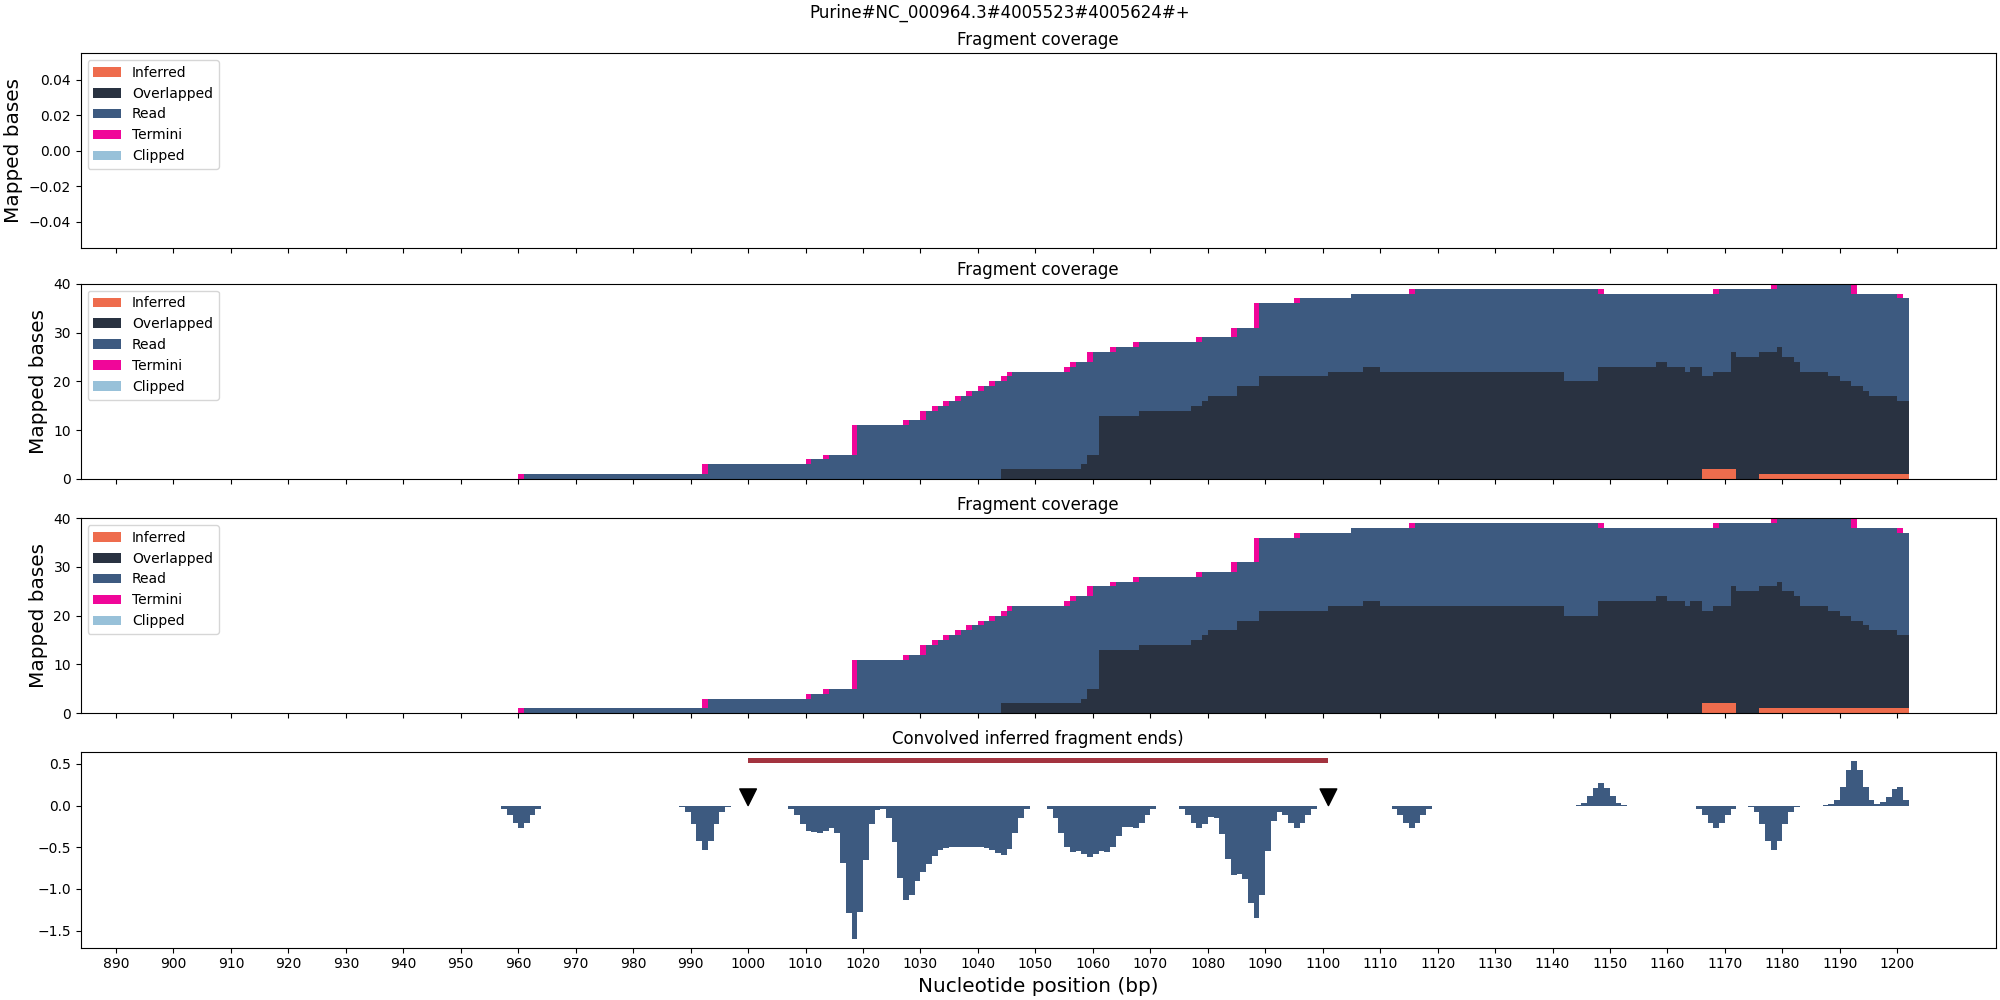 Purine#NC_000964.3#4005523#4005624#+
Fragment coverage
Mapped bases
0.04
0.02
0.00
−0.02
−0.04
Inferred
Overlapped
Read
Termini
Clipped
Fragment coverage
Mapped bases
40
30
20
10
0
Inferred
Overlapped
Read
Termini
Clipped
Fragment coverage
Mapped bases
40
30
20
10
0
Inferred
Overlapped
Read
Termini
Clipped
Convolved inferred fragment ends)
0.5
0.0
−0.5
−1.0
−1.5
890 900 910 920 930 940 950 960 970 980 990 1000 1010 1020 1030 1040 1050 1060 1070 1080 1090 1100 1110 1120 1130 1140 1150 1160 1170 1180 1190 1200
Nucleotide position (bp)